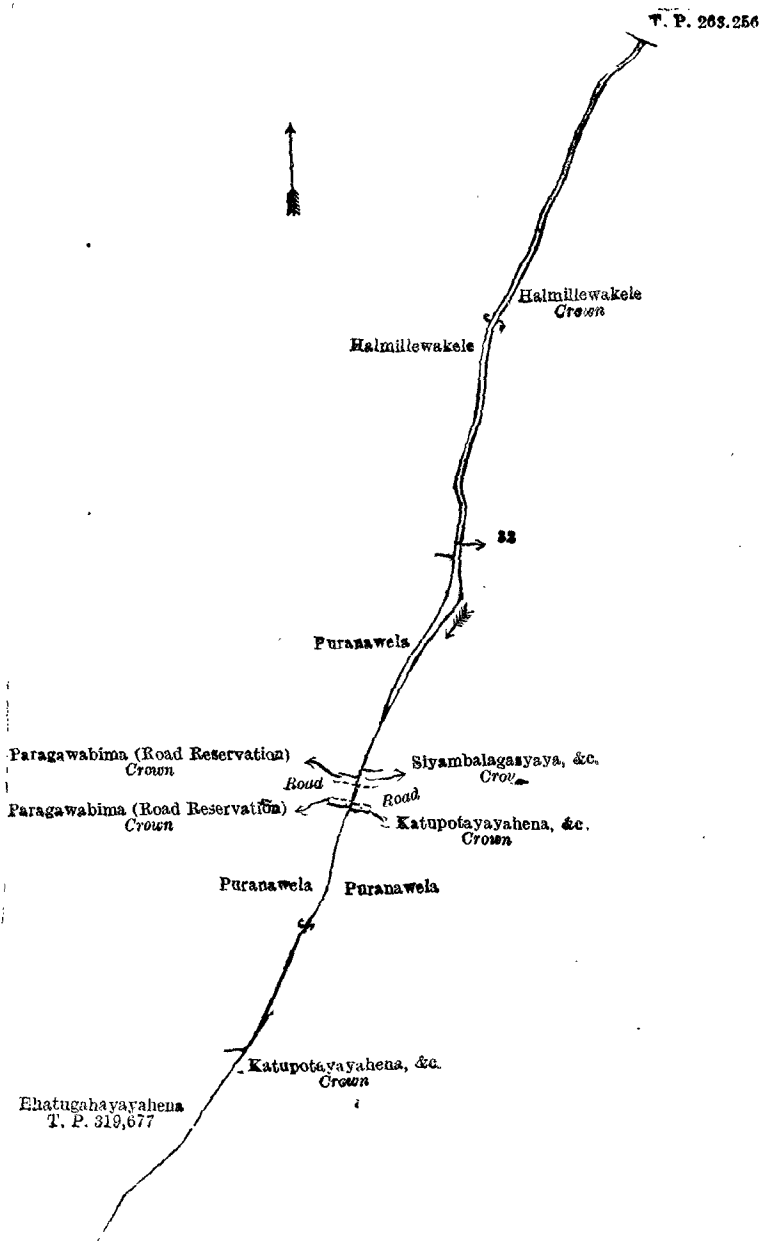 T. P. 263.256
Halmillewakele
Crown
Halmillewakele
32
Puranawela
Paragawabima (Road Reservation)
Crown
Siyambalagasyaya, &c.
Road
Road
Paragawabima (Road Reservation)
Crown
Katupotayayahena, &c.
Crown
Puranawela
Puranawela
Katupotayayahena, &c.
Crown
Ehatugahayayahena
T. P. 319,677